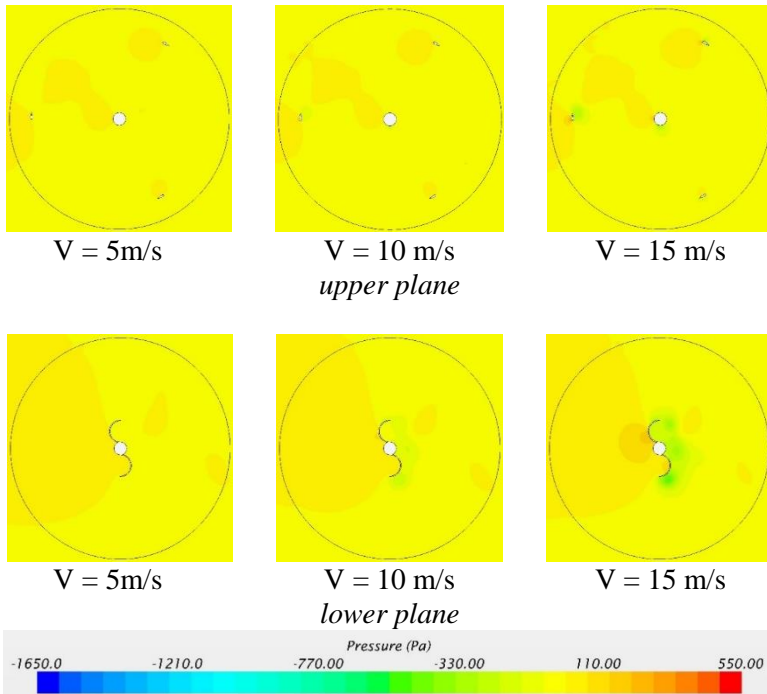 V = 5m/s V = 10 m/s V = 15 m/s
upper plane
V = 5m/s V = 10 m/s V = 15 m/s
lower plane
Pressure (Pa)
-1650.0 -1210.0 -770.00 -330.00 110.00 550.00